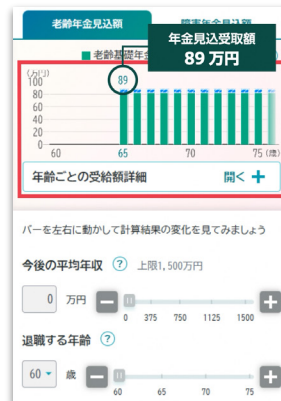 老齢年金見込額
障害年金見込額
年金見込受取額
89 万円
老齢基礎年金
(万円)
100
89
80
60
40
20
0
60 65 70 75 (歳)
年齢ごとの受給額詳細 開く ＋
バーを左右に動かして計算結果の変化を見てみましょう
今後の平均年収 ? 上限1,500万円
0 万円 − ＋
0 375 750 1125 1500
退職する年齢 ?
60 歳 − ＋
60 65 70 75